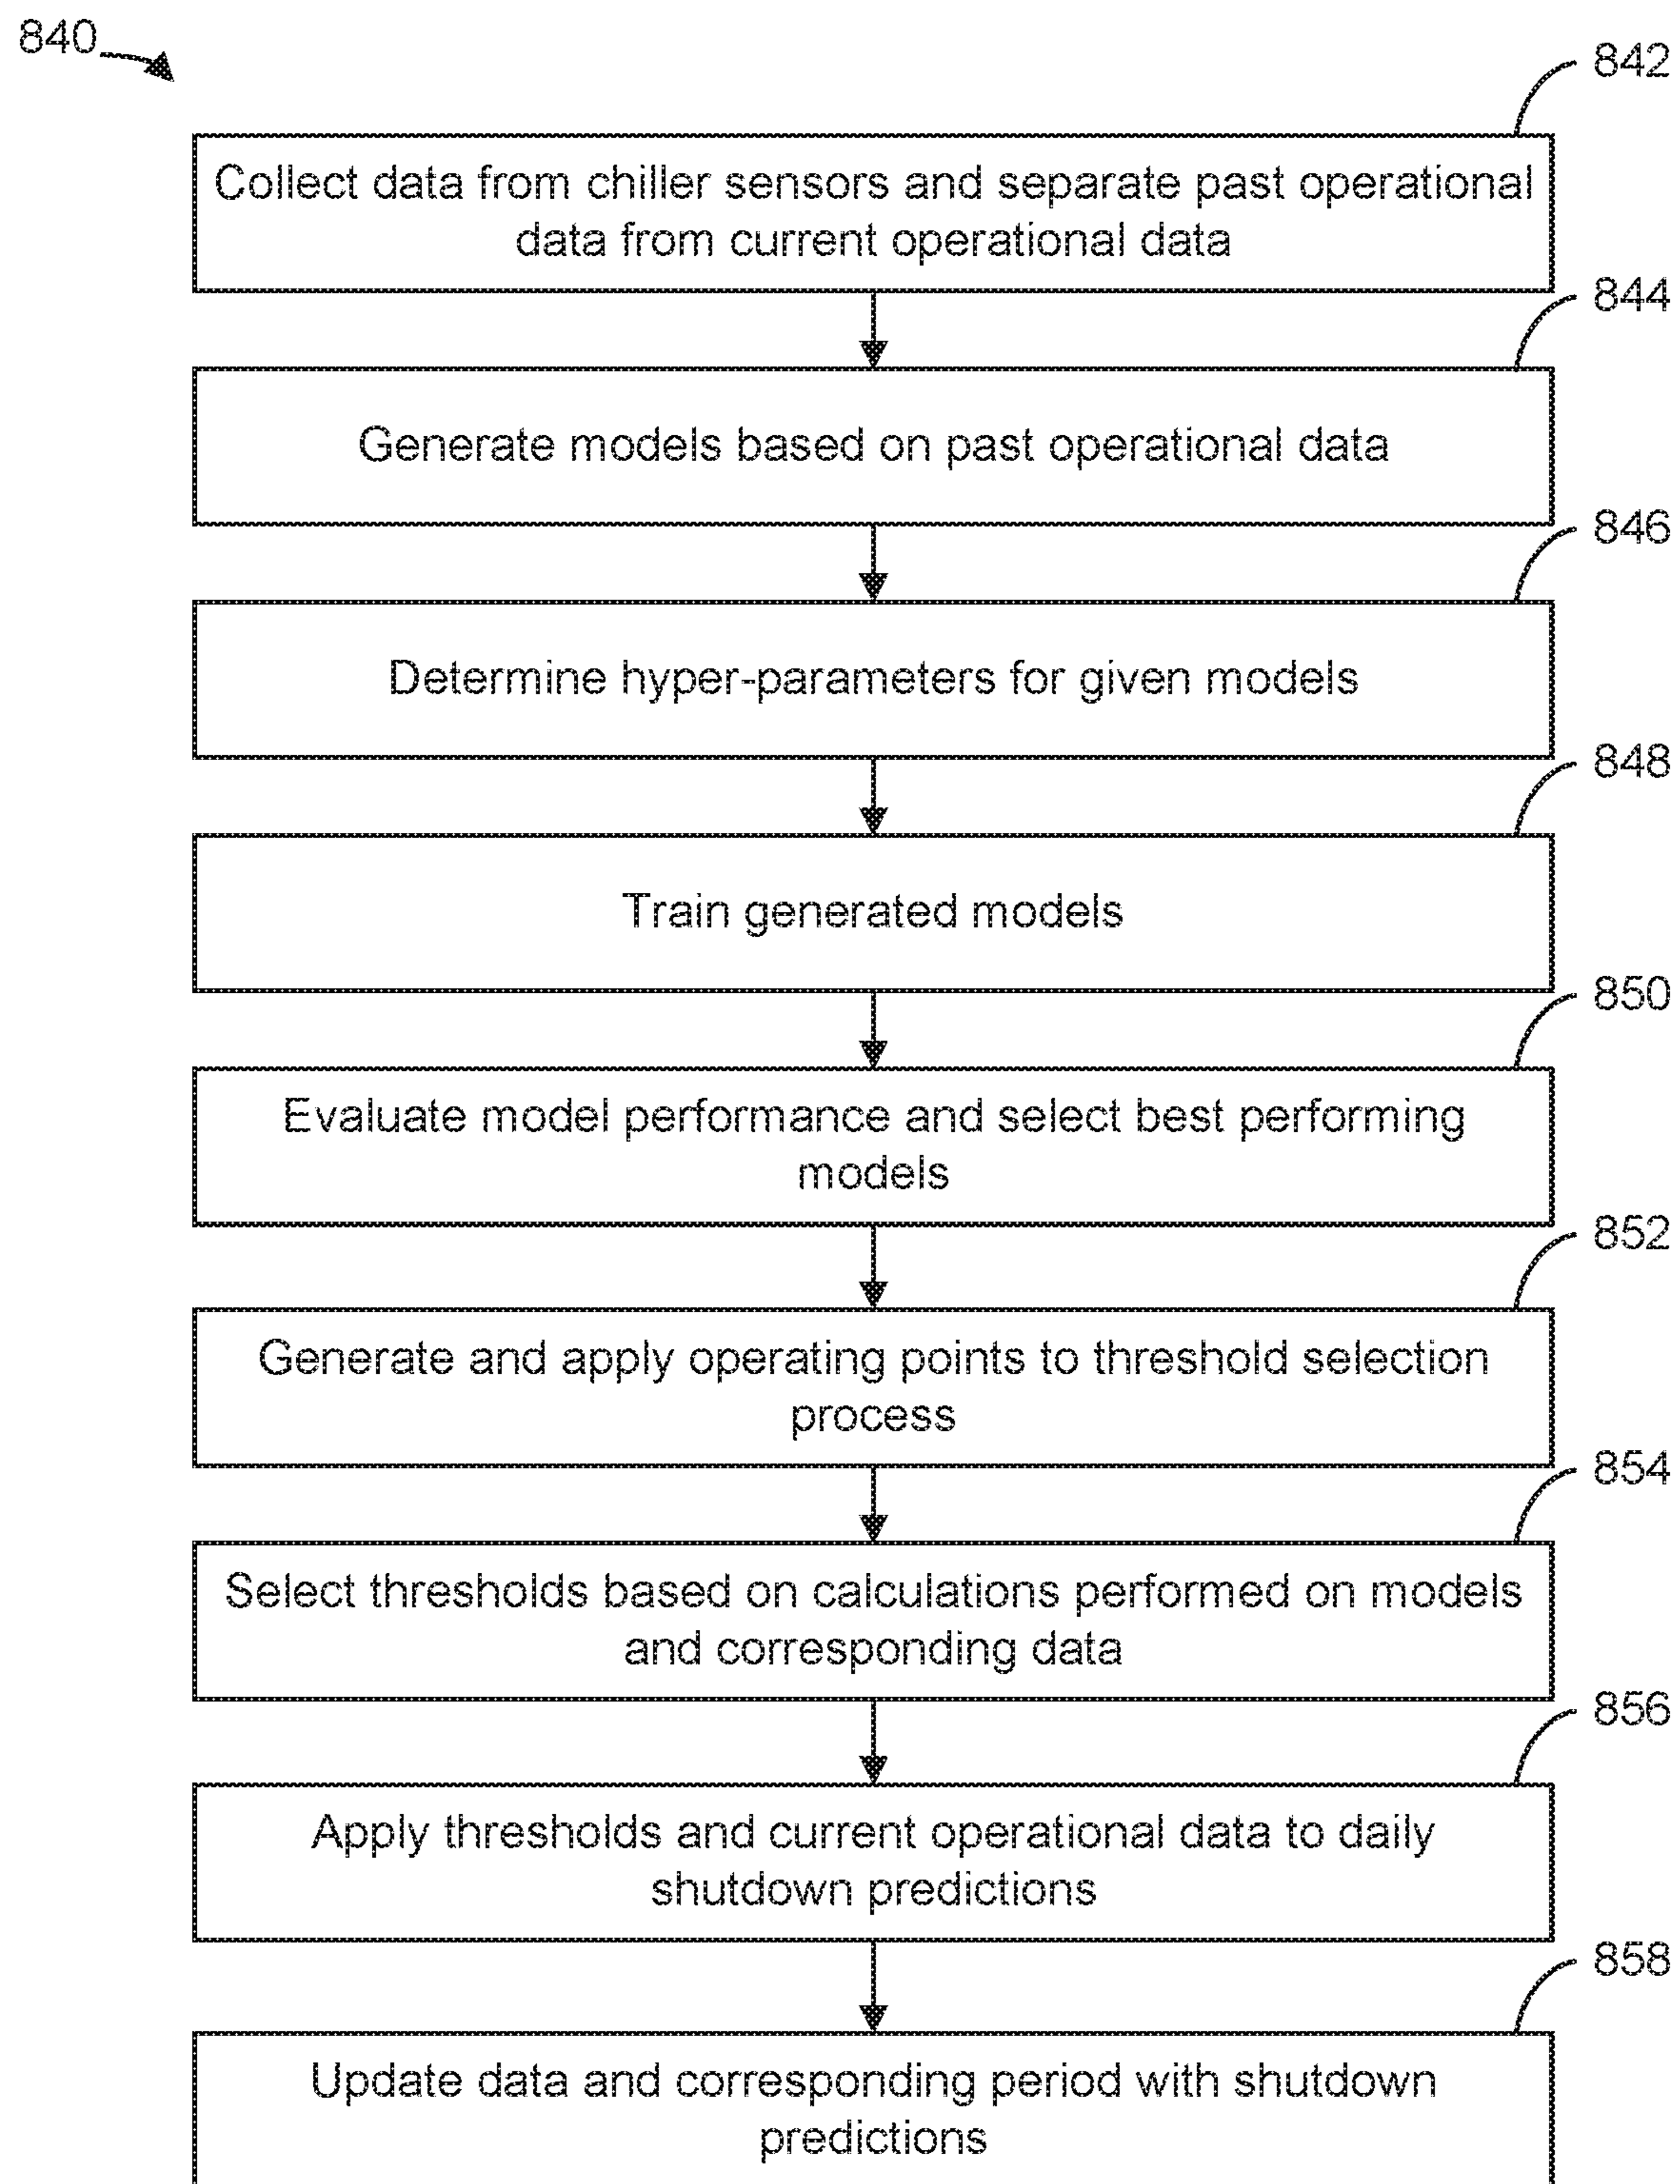 840
842
Collect data from chiller sensors and separate past operational
data from current operational data
844
Generate models based on past operational data
846
Determine hyper-parameters for given models
848
Train generated models
850
Evaluate model performance and select best performing
models
852
Generate and apply operating points to threshold selection
process
854
Select thresholds based on calculations performed on models
and corresponding data
856
Apply thresholds and current operational data to daily
shutdown predictions
858
Update data and corresponding period with shutdown
predictions